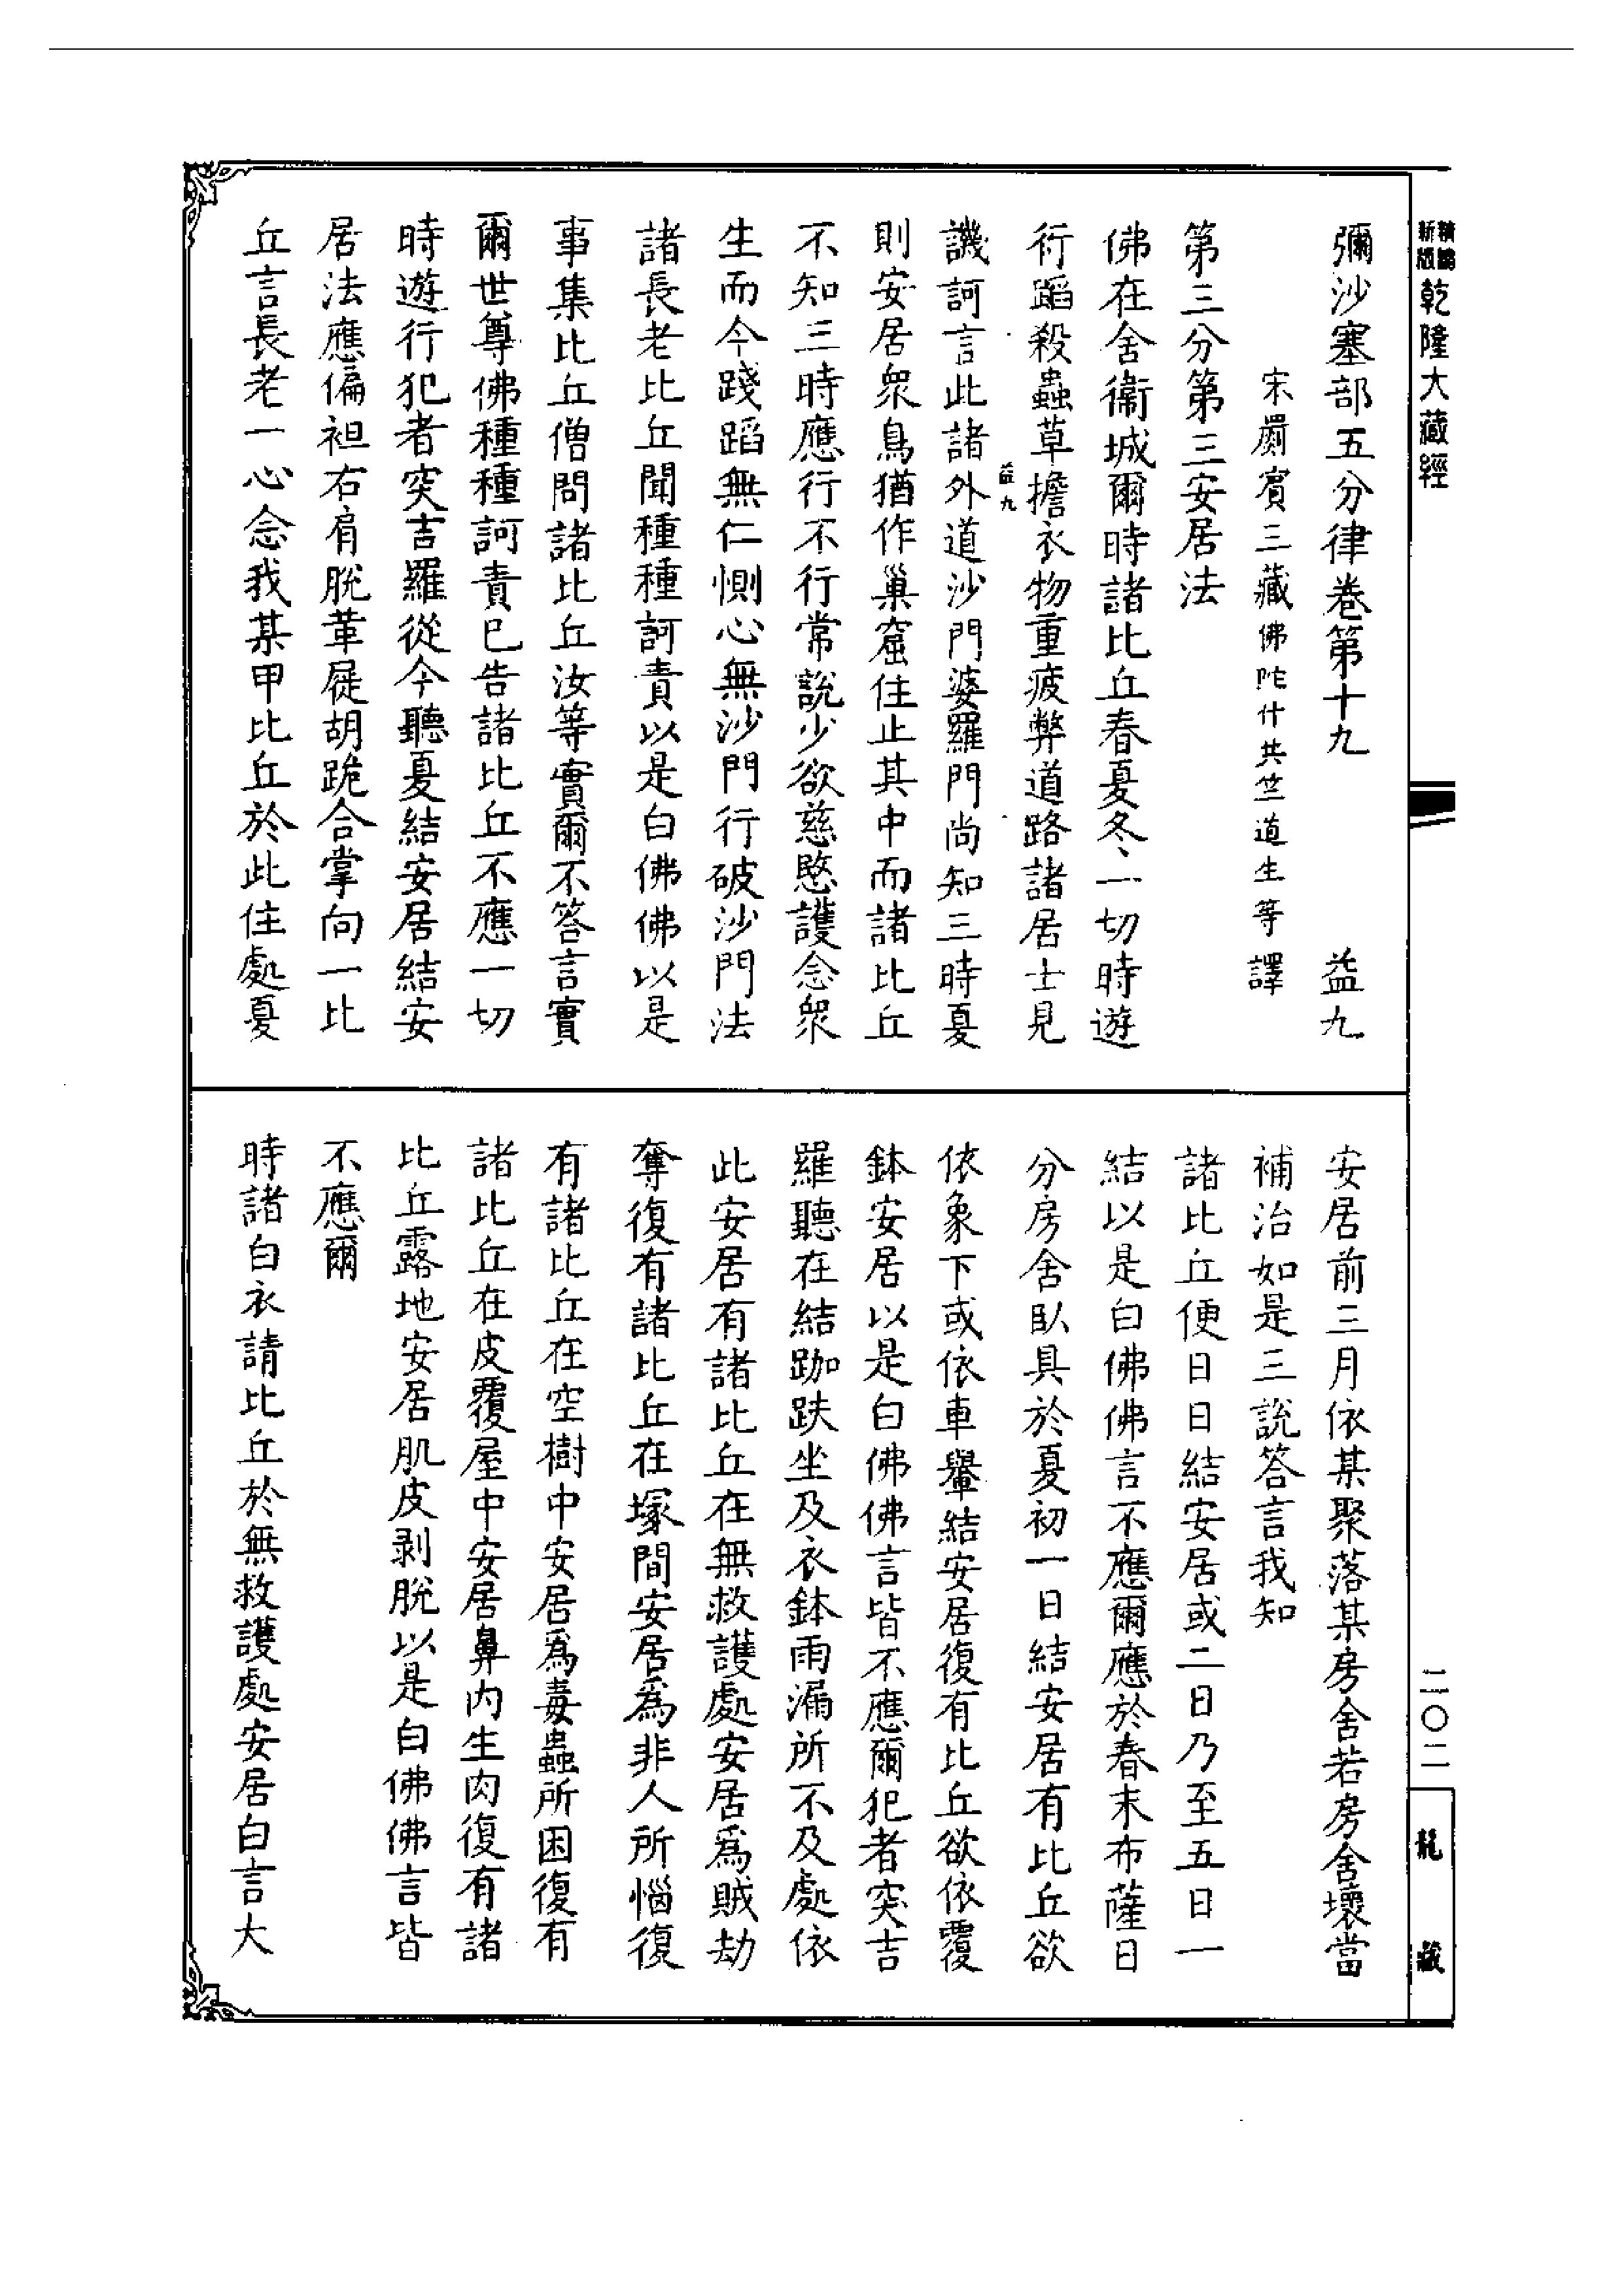 新版
乾隆大藏經
二〇二
龍藏
彌沙塞部五分律卷第十九 益九
宋罽賓三藏佛陀什共竺道生等譯
第三分第三安居法
佛在舍衞城爾時諸比丘春夏冬一切時遊
行蹈殺蟲草擔衣物重疲弊道路諸居士見
益九
譏訶言此諸外道沙門婆羅門尚知三時夏
則安居衆鳥猶作巢窟住止其中而諸比丘
不知三時應行不行常說少欲慈愍護念衆
生而今踐蹈無仁惻心無沙門行破沙門法
諸長老比丘聞種種訶責以是白佛佛以是
事集比丘僧問諸比丘汝等實爾不答言實
爾世尊佛種種訶責已告諸比丘不應一切
時遊行犯者突吉羅從今聽夏結安居結安
居法應偏袒右肩脫革屣胡跪合掌向一比
丘言長老一心念我某甲比丘於此住處夏
安居前三月依某聚落某房舍若房舍壞當
補治如是三說答言我知
諸比丘便日日結安居或二日乃至五日一
結以是白佛佛言不應爾應於春末布薩日
分房舍臥具於夏初一日結安居有比丘欲
依象下或依車轝結安居復有比丘欲依覆
鉢安居以是白佛佛言皆不應爾犯者突吉
羅聽在結跏趺坐及衣鉢雨漏所不及處依
此安居有諸比丘在無救護處安居爲賊劫
奪復有諸比丘在塚間安居爲非人所惱復
有諸比丘在空樹中安居爲毒蟲所困復有
諸比丘在皮覆屋中安居鼻內生肉復有諸
比丘露地安居肌皮剥脫以是白佛佛言皆
不應爾
時諸白衣請比丘於無救護處安居白言大